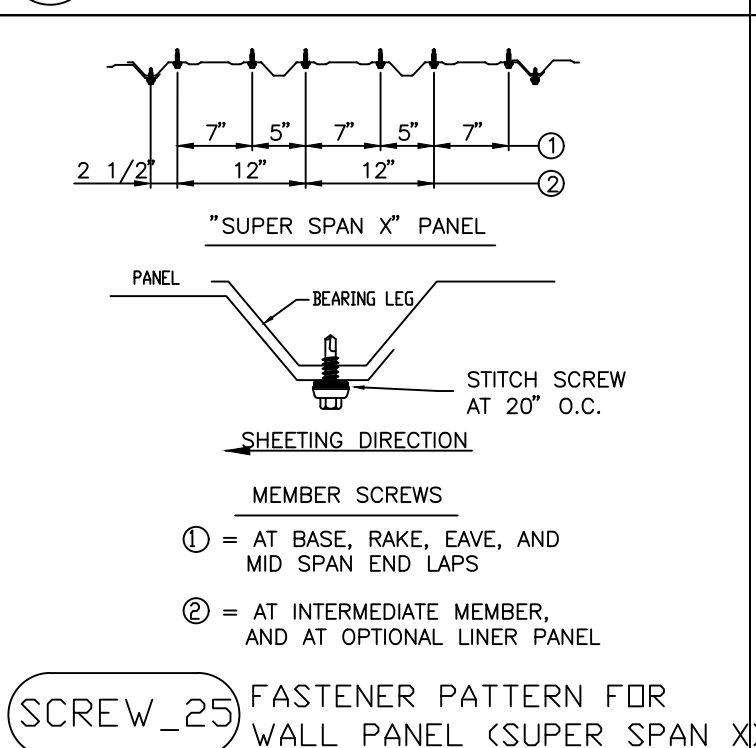 7" 5" 7" 5" 7" 1
2 1/2" 12" 12" 2
"SUPER SPAN X" PANEL
PANEL
BEARING LEG
STITCH SCREW
AT 20" O.C.
SHEETING DIRECTION
MEMBER SCREWS
1 = AT BASE, RAKE, EAVE, AND
MID SPAN END LAPS
2 = AT INTERMEDIATE MEMBER,
AND AT OPTIONAL LINER PANEL
SCREW_25
FASTENER PATTERN FOR
WALL PANEL (SUPER SPAN X)